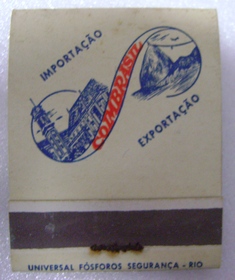 IMPORTAÇÃO
COMBRASIL
EXPORTAÇÃO
UNIVERSAL FÓSFOROS SEGURANÇA - RIO